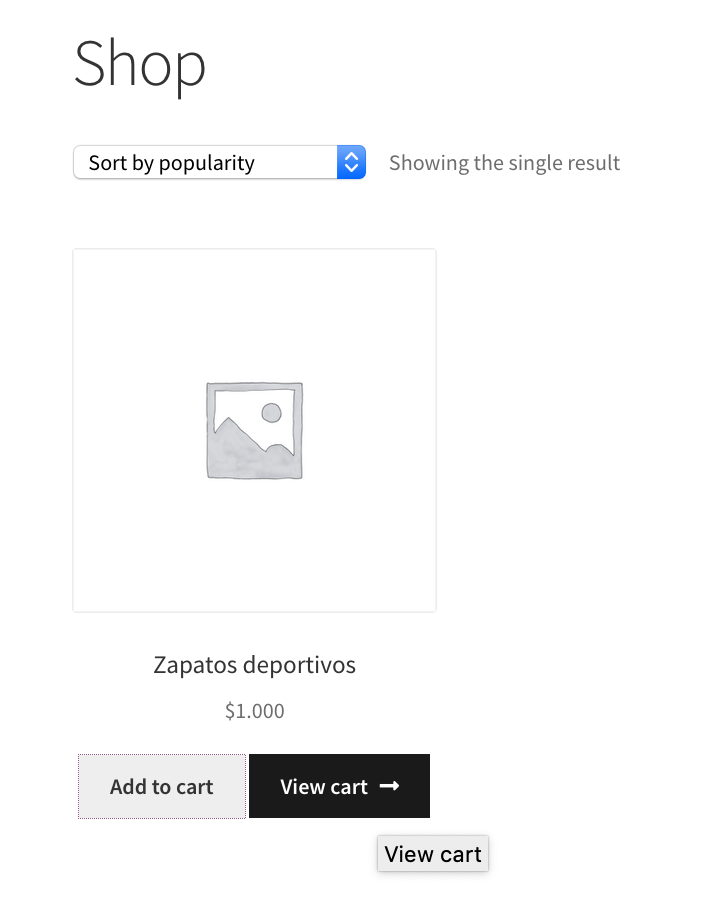 Shop
Sort by popularity Showing the single result
Zapatos deportivos
$1.000
Add to cart View cart →
View cart